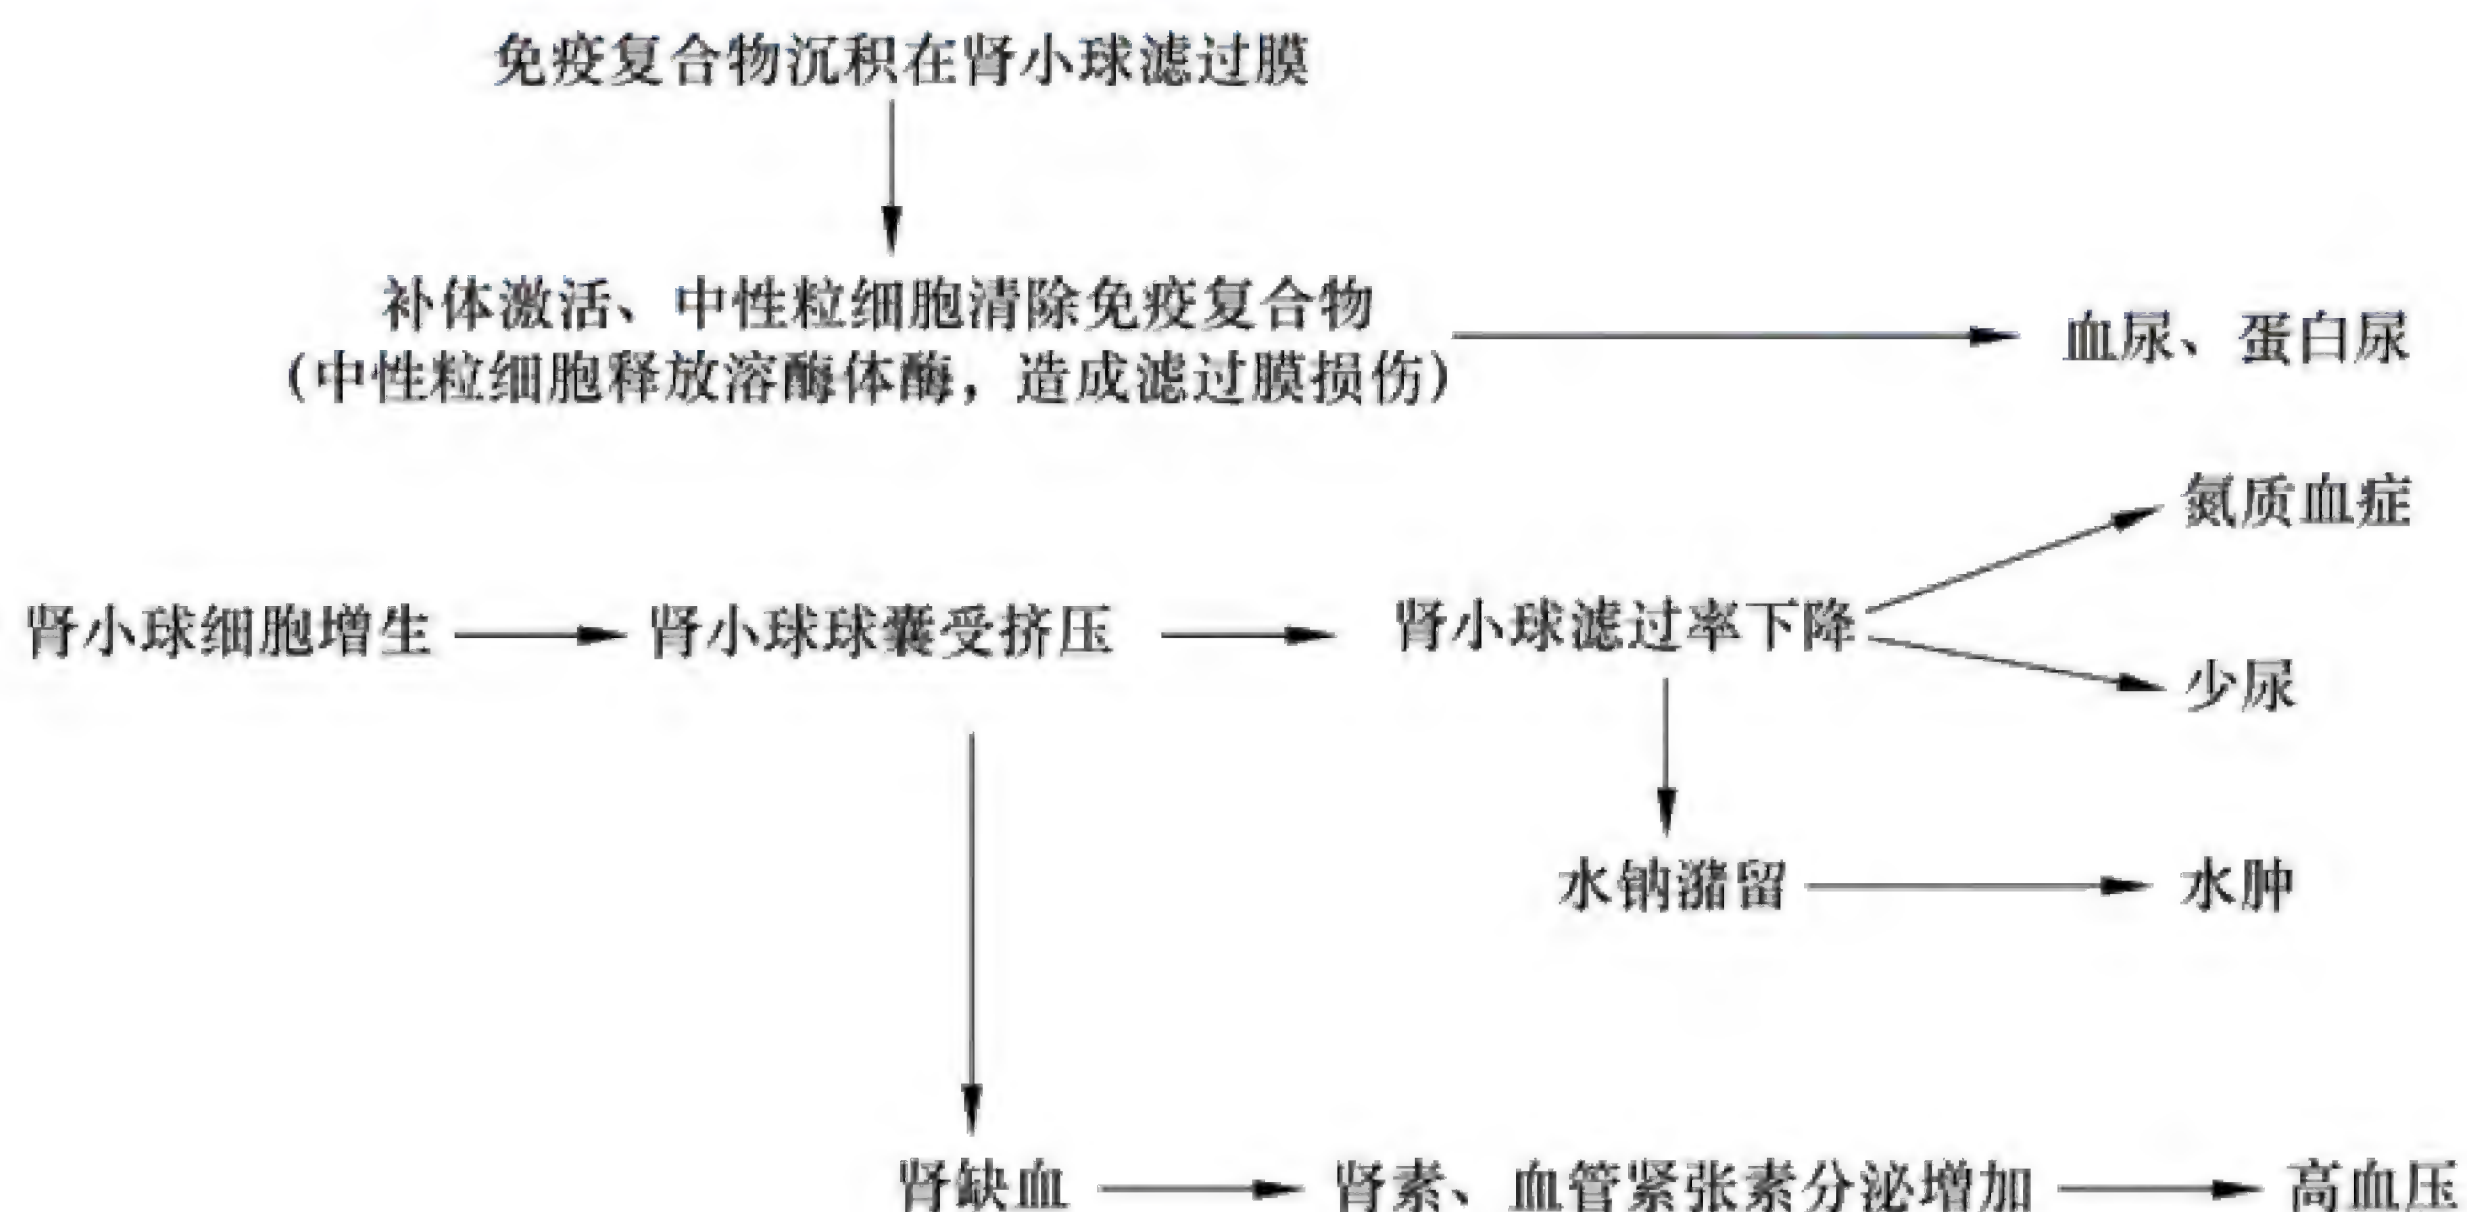 免疫复合物沉积在肾小球滤过膜
补体激活、中性粒细胞清除免疫复合物
(中性粒细胞释放溶酶体酶，造成滤过膜损伤)
血尿、蛋白尿
氮质血症
肾小球细胞增生
肾小球球囊受挤压
肾小球滤过率下降
少尿
水钠潴留
水肿
肾缺血
肾素、血管紧张素分泌增加
高血压